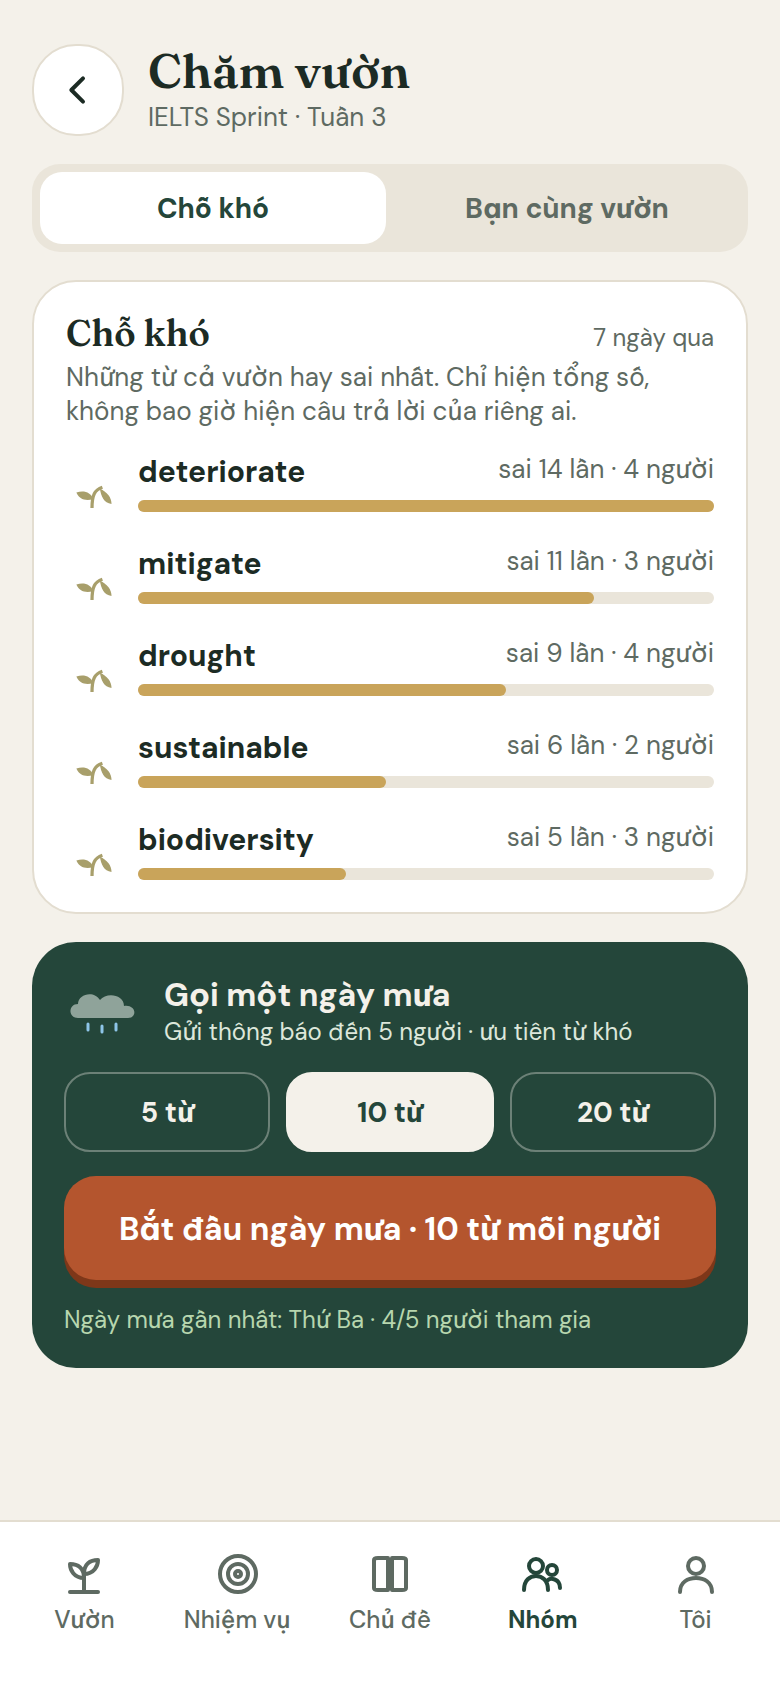 Chăm vườn
IELTS Sprint · Tuần 3
Chỗ khó
Bạn cùng vườn
Chỗ khó
7 ngày qua
Những từ cả vườn hay sai nhất. Chỉ hiện tổng số,
không bao giờ hiện câu trả lời của riêng ai.
deteriorate
sai 14 lần · 4 người
mitigate
sai 11 lần · 3 người
drought
sai 9 lần · 4 người
sustainable
sai 6 lần · 2 người
biodiversity
sai 5 lần · 3 người
Gọi một ngày mưa
Gửi thông báo đến 5 người · ưu tiên từ khó
5 từ
10 từ
20 từ
Bắt đầu ngày mưa · 10 từ mỗi người
Ngày mưa gần nhất: Thứ Ba · 4/5 người tham gia
Vườn
Nhiệm vụ
Chủ đề
Nhóm
Tôi